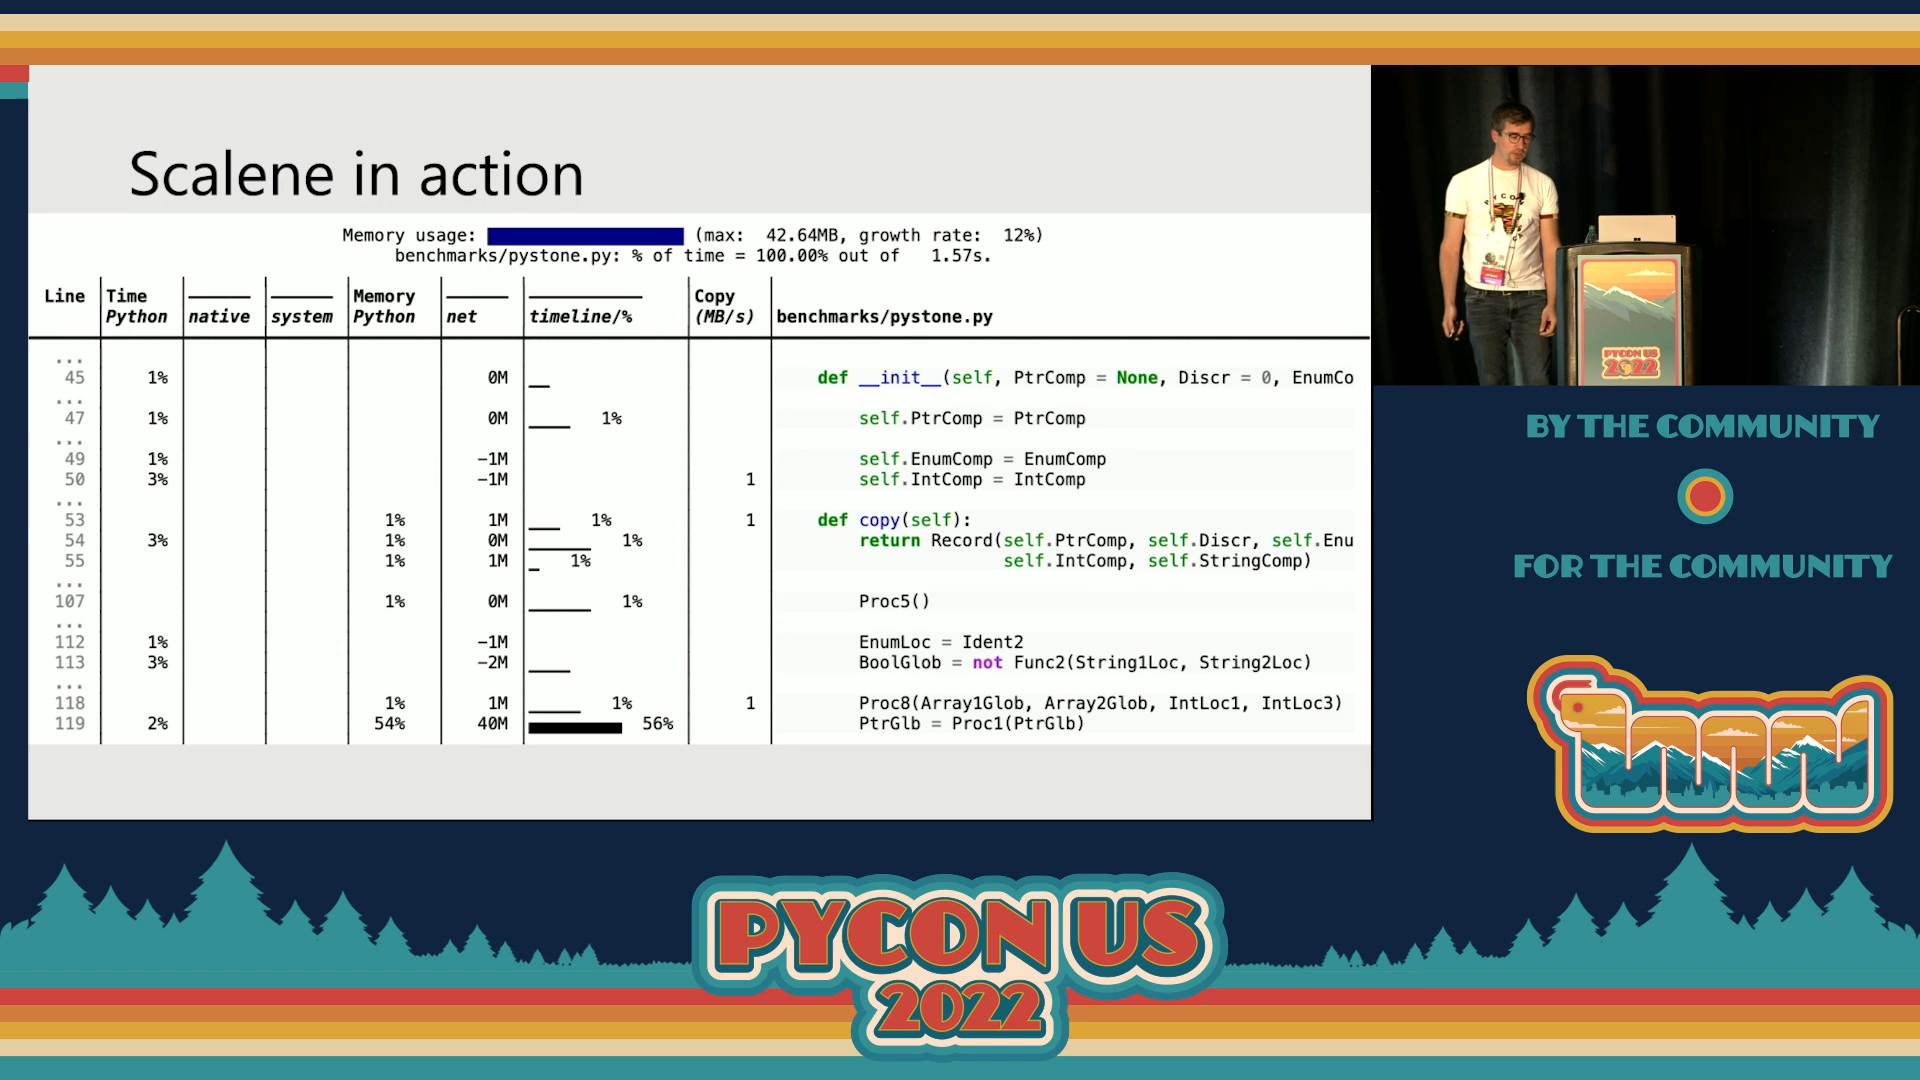 Scalene in action
Memory usage: (max: 42.64MB, growth rate: 12%)
benchmarks/pystone.py: % of time = 100.00% out of 1.57s.
Line Time Memory Copy
Python native system Python net timeline/% (MB/s) benchmarks/pystone.py
...
45 1% 0M def __init__(self, PtrComp = None, Discr = 0, EnumCo
...
47 1% 0M 1% self.PtrComp = PtrComp
...
49 1% -1M self.EnumComp = EnumComp
50 3% -1M 1 self.IntComp = IntComp
...
53 1% 1M 1% 1 def copy(self):
54 3% 1% 0M 1% return Record(self.PtrComp, self.Discr, self.Enu
55 1% 1M 1% self.IntComp, self.StringComp)
...
107 1% 0M 1% Proc5()
...
112 1% -1M EnumLoc = Ident2
113 3% -2M BoolGlob = not Func2(String1Loc, String2Loc)
...
118 1% 1M 1% 1 Proc8(Array1Glob, Array2Glob, IntLoc1, IntLoc3)
119 2% 54% 40M 56% PtrGlb = Proc1(PtrGlb)
PYCON US
2022
BY THE COMMUNITY
FOR THE COMMUNITY
PYCON US
2022